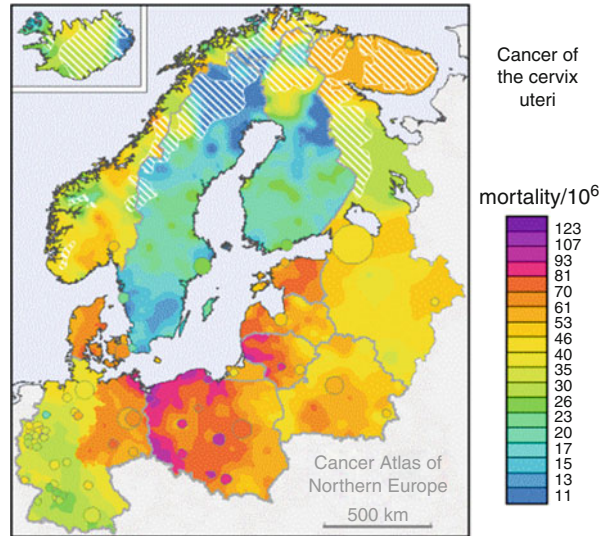 Cancer of
the cervix
uteri
mortality/10⁶
123
107
93
81
70
61
53
46
40
35
30
26
23
20
17
15
13
11
Cancer Atlas of
Northern Europe
500 km